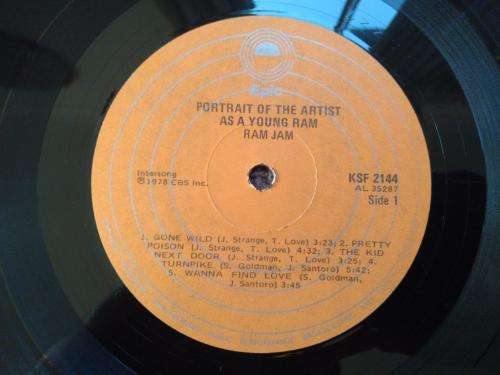 Epic
PORTRAIT OF THE ARTIST
AS A YOUNG RAM
RAM JAM
Intersong
℗1978 CBS Inc.
KSF 2144
AL 35287
Side 1
1. GONE WILD (J. Strange, T. Love) 3:23; 2. PRETTY
POISON (J. Strange, T. Love) 4:32; 3. THE KID
NEXT DOOR (J. Strange, T. Love) 3:25; 4.
TURNPIKE (S. Goldman, J. Santoro) 5:42;
5. WANNA FIND LOVE (S. Goldman,
J. Santoro) 3:45